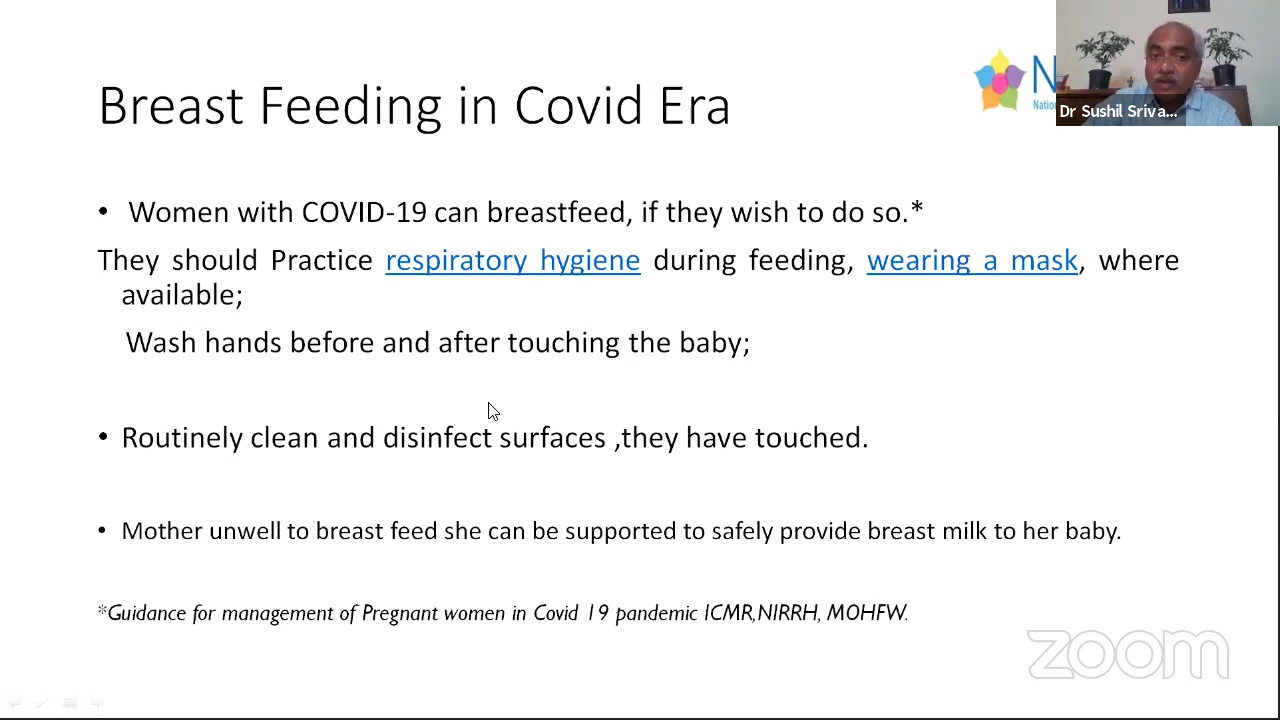 Breast Feeding in Covid Era
N
Nation
Dr Sushil Sriva...
• Women with COVID-19 can breastfeed, if they wish to do so.*
They should Practice respiratory hygiene during feeding, wearing a mask, where
available;
Wash hands before and after touching the baby;
• Routinely clean and disinfect surfaces ,they have touched.
• Mother unwell to breast feed she can be supported to safely provide breast milk to her baby.
*Guidance for management of Pregnant women in Covid 19 pandemic ICMR,NIRRH, MOHFW.
zoom